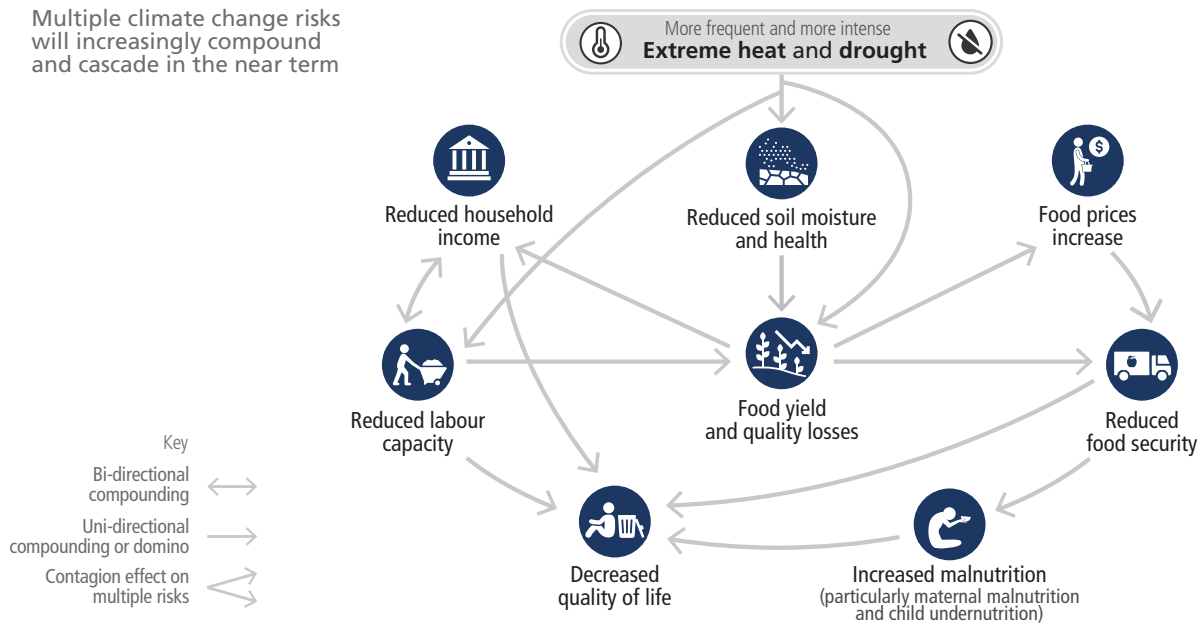 Multiple climate change risks
will increasingly compound
and cascade in the near term
More frequent and more intense
Extreme heat and drought
Reduced household
income
Reduced soil moisture
and health
$
Food prices
increase
Reduced labour
capacity
Food yield
and quality losses
Reduced
food security
Key
Bi-directional
compounding
Uni-directional
compounding or domino
Contagion effect on
multiple risks
Decreased
quality of life
Increased malnutrition
(particularly maternal malnutrition
and child undernutrition)